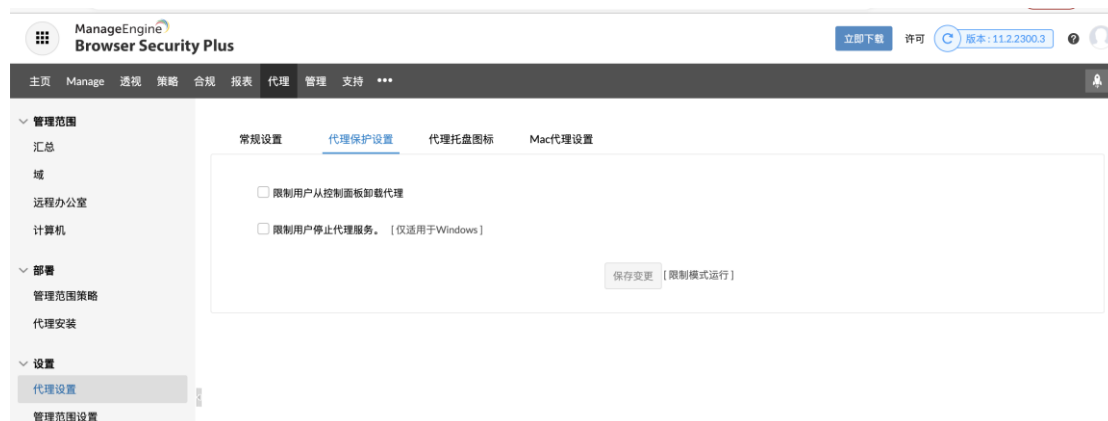 ManageEngine
Browser Security Plus
立即下载 许可 版本:11.2.2300.3
主页 Manage 透视 策略 合规 报表 代理 管理 支持 •••
管理范围
汇总
域
远程办公室
计算机
部署
管理范围策略
代理安装
设置
代理设置
管理范围设置
常规设置 代理保护设置 代理托盘图标 Mac代理设置
限制用户从控制面板卸载代理
限制用户停止代理服务。 [仅适用于Windows]
保存变更 [限制模式运行]